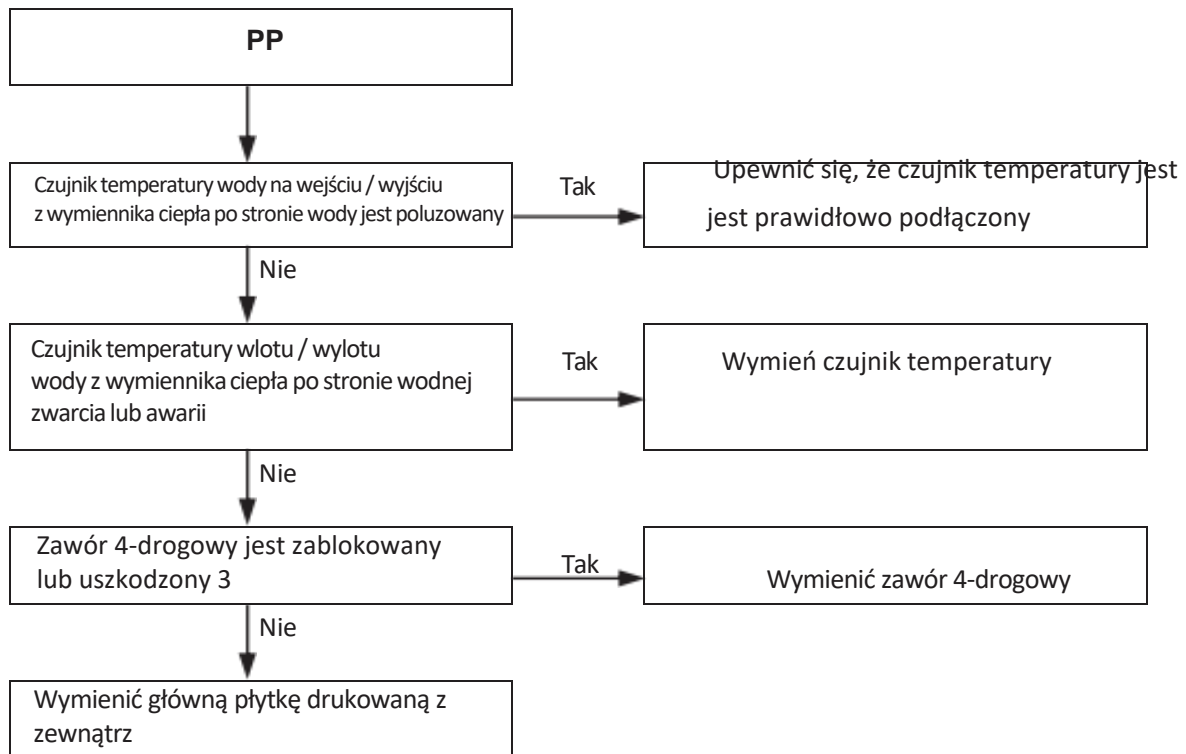 PP
Czujnik temperatury wody na wejściu / wyjściu
z wymiennika ciepła po stronie wody jest poluzowany
Tak
Upewnić się, że czujnik temperatury jest
jest prawidłowo podłączony
Nie
Czujnik temperatury wlotu / wylotu
wody z wymiennika ciepła po stronie wodnej
zwarcia lub awarii
Tak
Wymień czujnik temperatury
Nie
Zawór 4-drogowy jest zablokowany
lub uszkodzony 3
Tak
Wymienić zawór 4-drogowy
Nie
Wymienić główną płytkę drukowaną z
zewnątrz